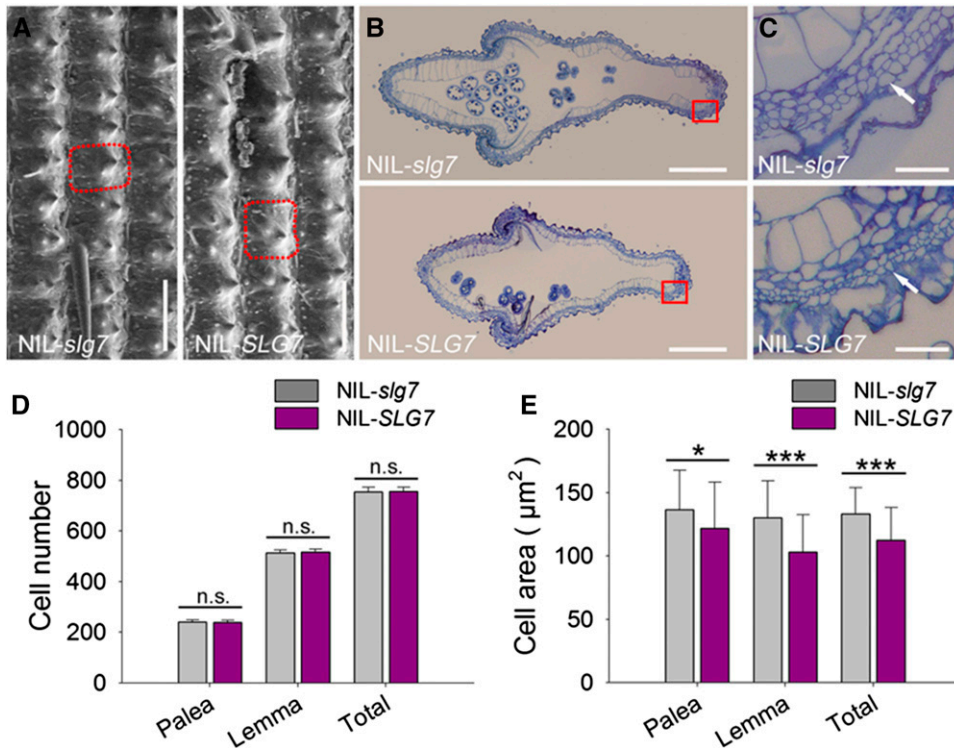 A
B
C
NIL-slg7
NIL-SLG7
NIL-slg7
NIL-SLG7
NIL-slg7
NIL-SLG7
D
NIL-slg7
NIL-SLG7
Cell number
1000
800
600
400
200
0
n.s.
n.s.
n.s.
Palea
Lemma
Total
E
NIL-slg7
NIL-SLG7
Cell area ( µm² )
200
150
100
50
0
*
***
***
Palea
Lemma
Total